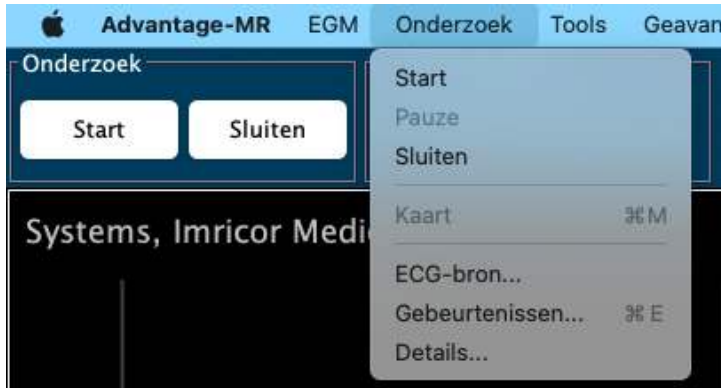 Advantage-MR EGM Onderzoek Tools Geavan
Onderzoek
Start Sluiten
Start
Pauze
Sluiten
Kaart ⌘M
ECG-bron...
Gebeurtenissen... ⌘E
Details...
Systems, Imricor Medi